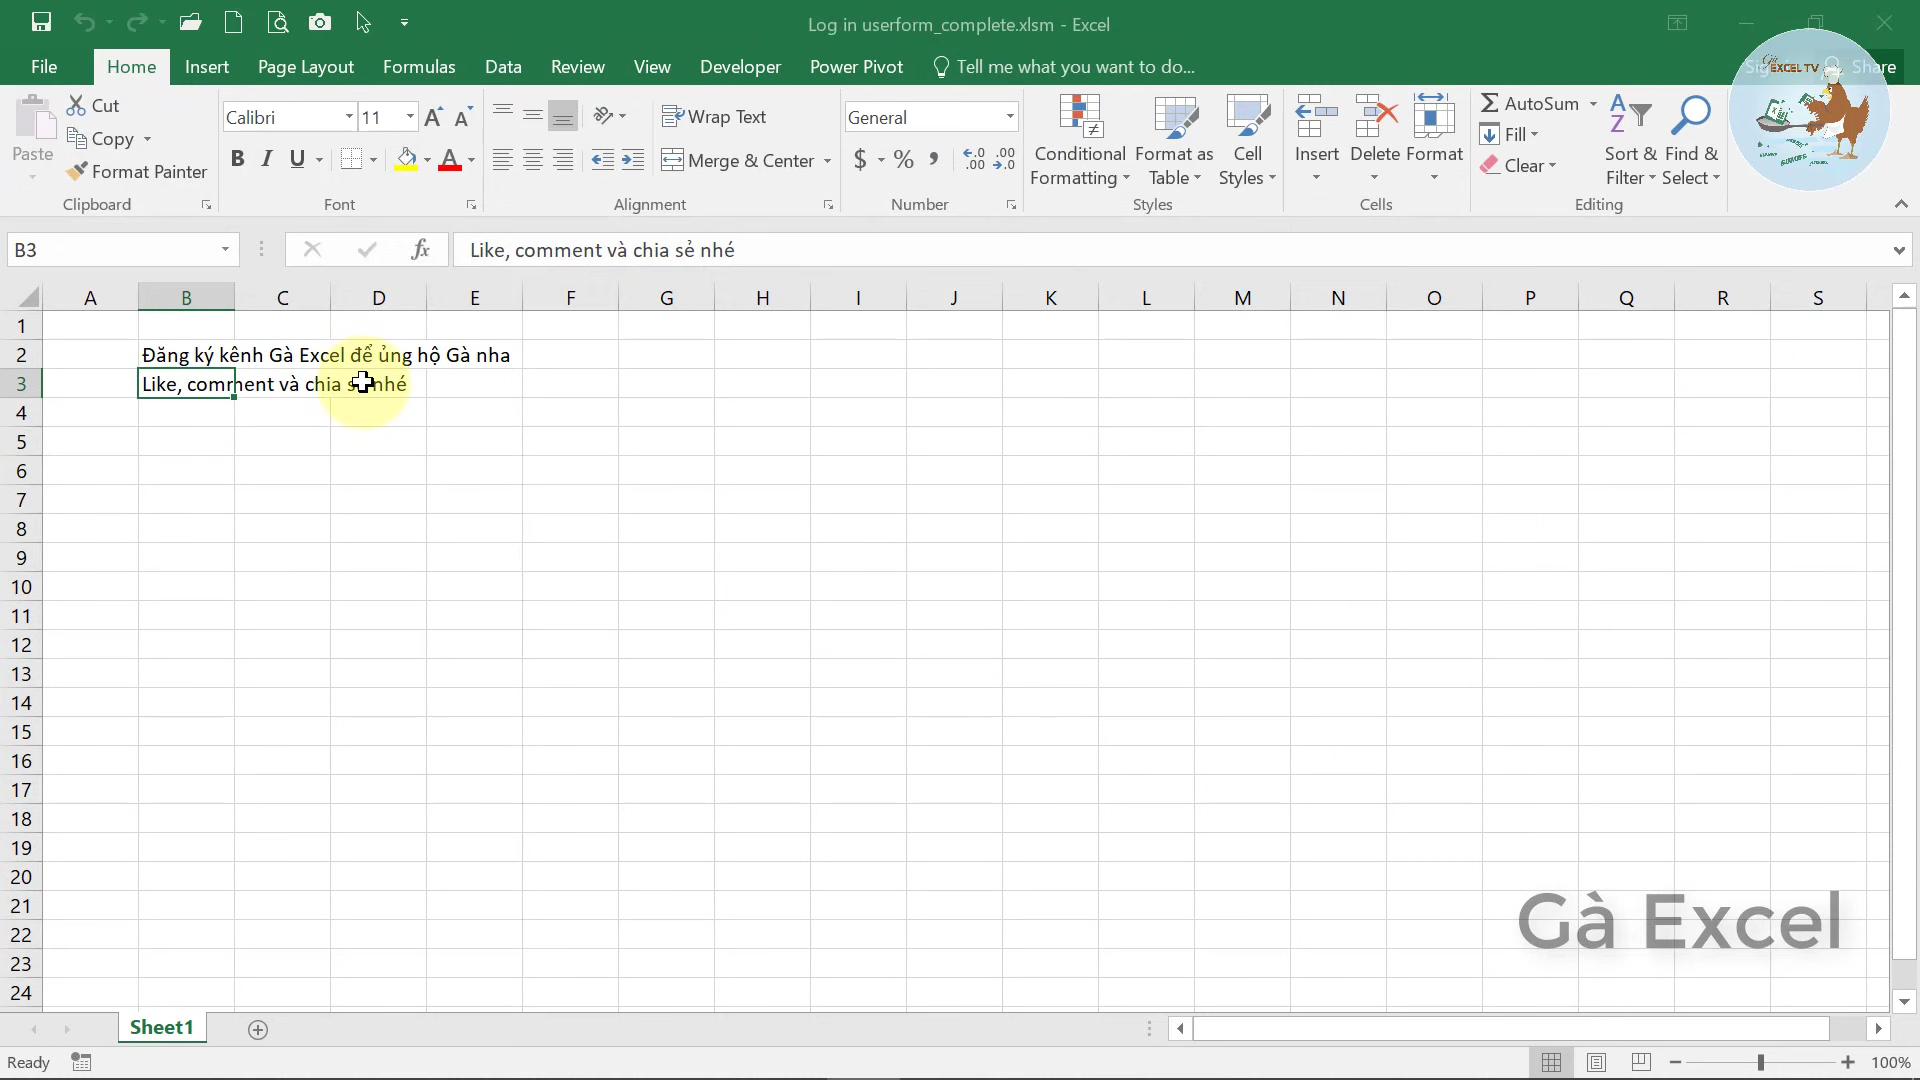 Log in userform_complete.xlsm - Excel
File Home Insert Page Layout Formulas Data Review View Developer Power Pivot Tell me what you want to do... Share
EXCEL TV
Paste
Cut
Copy
Format Painter
Clipboard
Calibri 11
B I U A
Font
Wrap Text
Merge & Center
Alignment
General
$ % , .00 .00
Number
Conditional Formatting
Format as Table
Cell Styles
Styles
Insert
Delete
Format
Cells
AutoSum
Fill
Clear
Sort & Filter
Find & Select
Editing
B3 fx Like, comment và chia sẻ nhé
A B C D E F G H I J K L M N O P Q R S
1
2 Đăng ký kênh Gà Excel để ủng hộ Gà nha
3 Like, comment và chia nhé
4
5
6
7
8
9
10
11
12
13
14
15
16
17
18
19
20
21
22
23
24
Gà Excel
Sheet1
Ready
100%